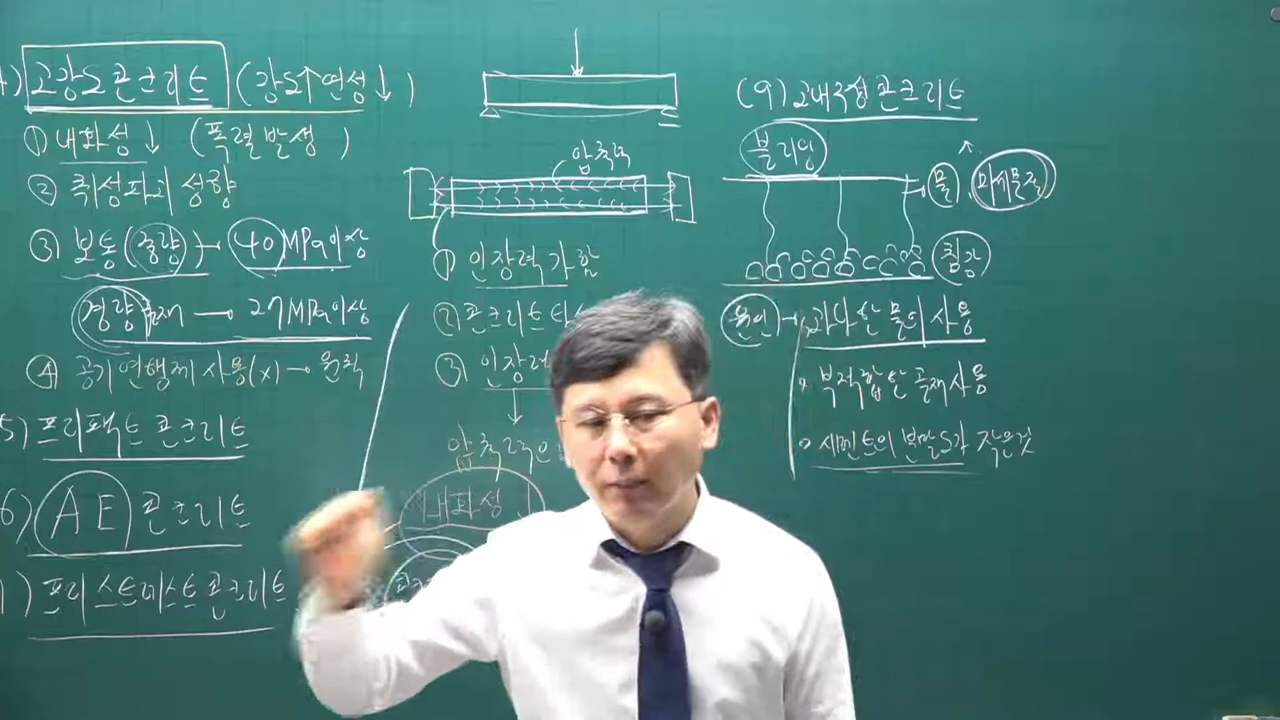 4) 고강도 콘크리트 (강도↑ 연성↓)
① 내화성↓ (폭렬발생)
② 취성파괴 성향
③ 보통(중량) → 40MPa이상
경량골재 → 27MPa이상
④ 공기연행제 사용(x) → 원칙
5) 프리팩트 콘크리트
6) AE 콘크리트
) 프리스트레스트 콘크리트
압축력
① 인장력 가함
② 콘크리트 타
③ 인장
압축력
내화성
(9) 고내구성 콘크리트
블리딩
물, 미세물질
침강
원인 → 과다한 물의 사용
부적합한 골재사용
시멘트의 분말도가 작은것